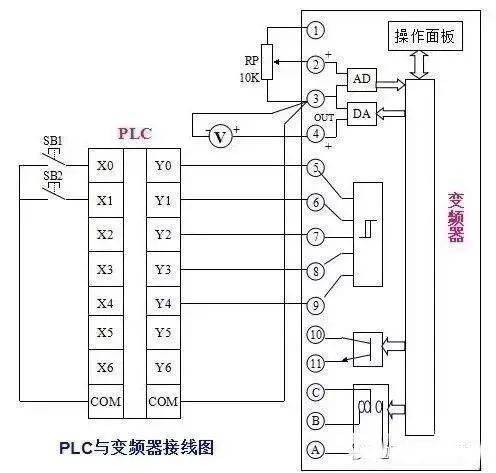 ①
操作面板
RP
10K
②
+
AD
③
OUT
DA
④
+
- V +
PLC
SB1
X0
Y0
⑤
SB2
X1
Y1
⑥
变频器
X2
Y2
⑦
X3
Y3
⑧
X4
Y4
⑨
X5
Y5
⑩
X6
Y6
⑪
COM
COM
C
B
A
PLC与变频器接线图